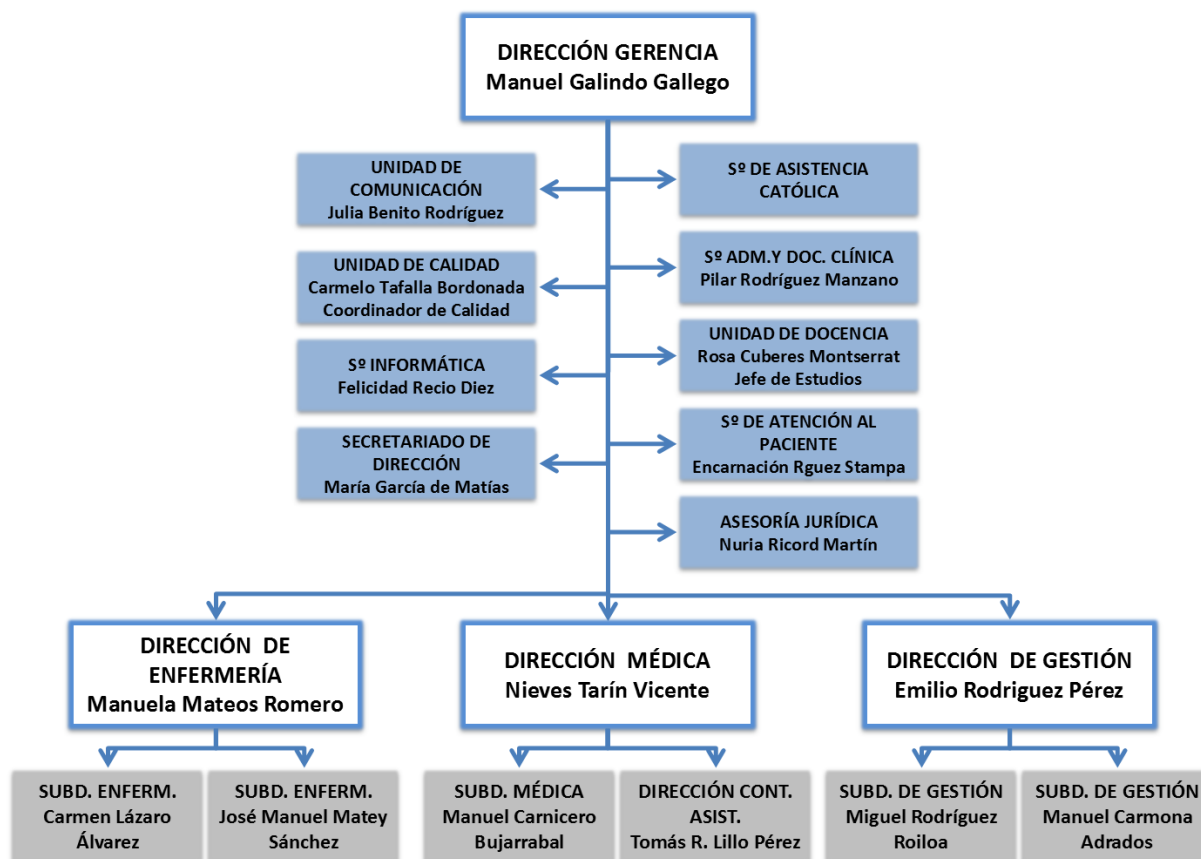 DIRECCIÓN GERENCIA
Manuel Galindo Gallego
UNIDAD DE
COMUNICACIÓN
Julia Benito Rodríguez
Sº DE ASISTENCIA
CATÓLICA
UNIDAD DE CALIDAD
Carmelo Tafalla Bordonada
Coordinador de Calidad
Sº ADM.Y DOC. CLÍNICA
Pilar Rodríguez Manzano
Sº INFORMÁTICA
Felicidad Recio Diez
UNIDAD DE DOCENCIA
Rosa Cuberes Montserrat
Jefe de Estudios
SECRETARIADO DE
DIRECCIÓN
María García de Matías
Sº DE ATENCIÓN AL
PACIENTE
Encarnación Rguez Stampa
ASESORÍA JURÍDICA
Nuria Ricord Martín
DIRECCIÓN DE
ENFERMERÍA
Manuela Mateos Romero
DIRECCIÓN MÉDICA
Nieves Tarín Vicente
DIRECCIÓN DE GESTIÓN
Emilio Rodriguez Pérez
SUBD. ENFERM.
Carmen Lázaro
Álvarez
SUBD. ENFERM.
José Manuel Matey
Sánchez
SUBD. MÉDICA
Manuel Carnicero
Bujarrabal
DIRECCIÓN CONT.
ASIST.
Tomás R. Lillo Pérez
SUBD. DE GESTIÓN
Miguel Rodríguez
Roiloa
SUBD. DE GESTIÓN
Manuel Carmona
Adrados